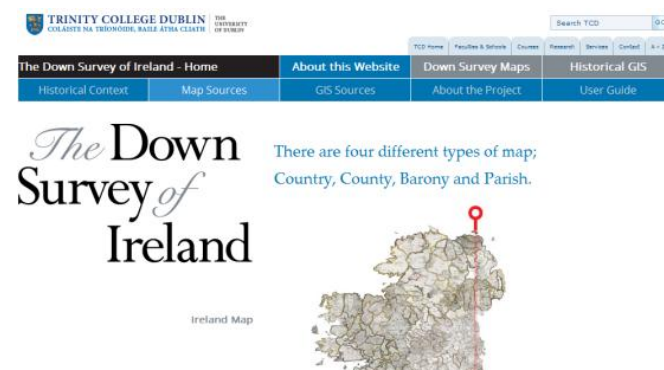 TRINITY COLLEGE DUBLIN
COLÁISTE NA TRÍONÓIDE, BAILE ÁTHA CLIATH
THE
UNIVERSITY
OF DUBLIN
Search TCD
GO
TCD Home Faculties & Schools Courses Research Services Contact A -
The Down Survey of Ireland - Home About this Website Down Survey Maps Historical GIS
Historical Context Map Sources GIS Sources About the Project User Guide
The Down
Survey of
Ireland
There are four different types of map;
Country, County, Barony and Parish.
Ireland Map